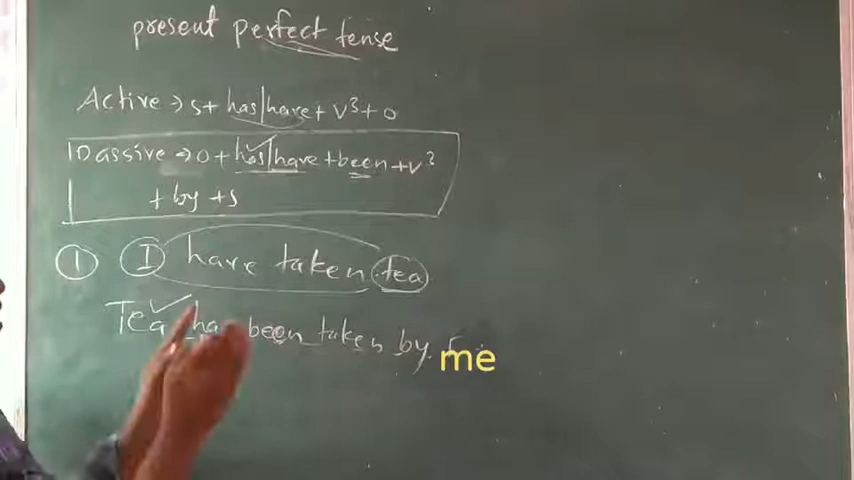 present perfect tense
Active → s+ has/have + v³ + o
Passive → o + has/have + been + v³
+ by + s
① I have taken tea
Tea been taken by me